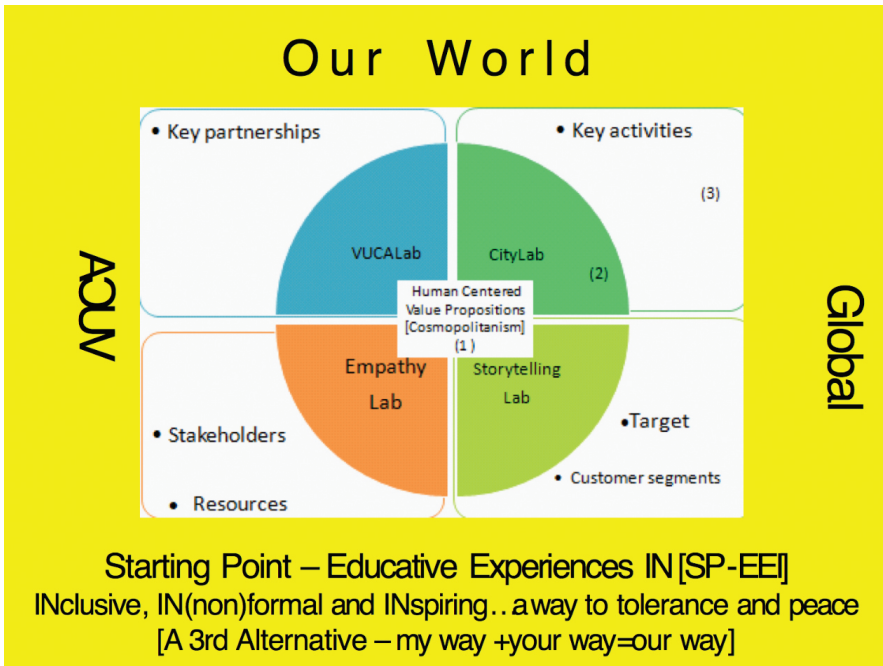 Our World
• Key partnerships
• Key activities
(3)
VUCALab
CityLab
(2)
VUCA
Human Centered
Value Propositions
[Cosmopolitanism]
(1 )
Global
Empathy
Lab
Storytelling
Lab
• Stakeholders
• Resources
•Target
• Customer segments
Starting Point – Educative Experiences IN [SP-EEI]
INclusive, IN(non)formal and INspiring…a way to tolerance and peace
[A 3rd Alternative – my way +your way=our way]